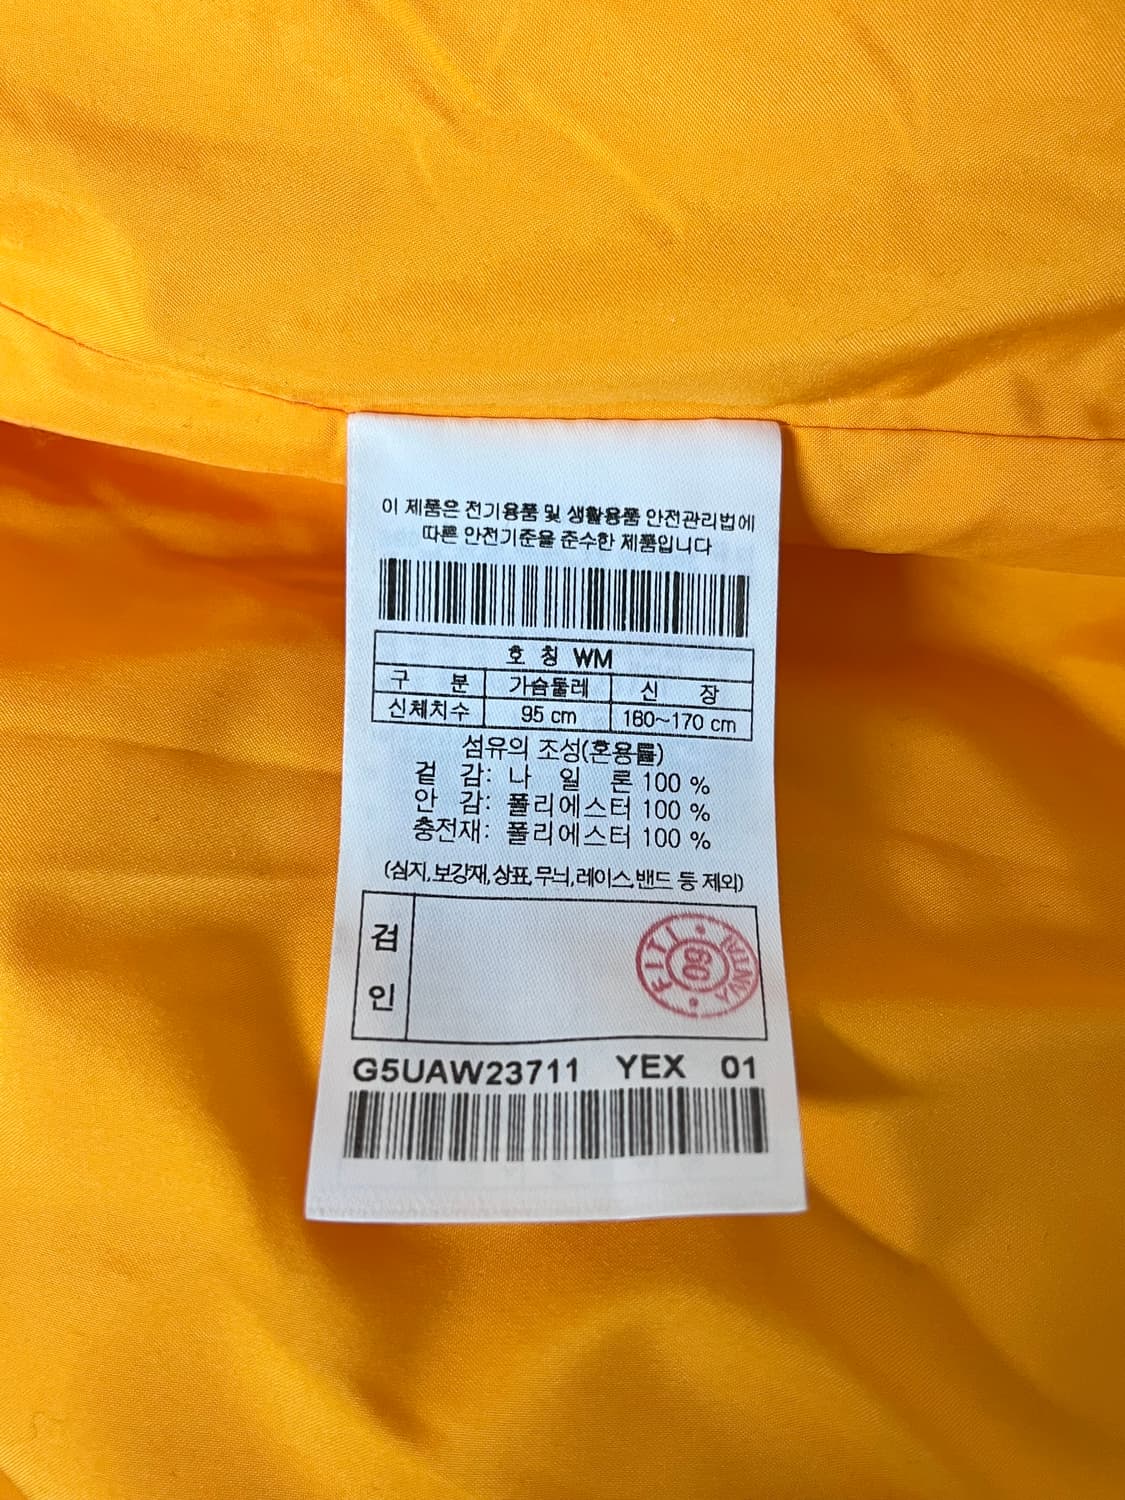 이 제품은 전기용품 및 생활용품 안전관리법에
따른 안전기준을 준수한 제품입니다
호 칭 WM
구 분 가슴둘레 신 장
신체치수 95 cm 160~170 cm
섬유의 조성(혼용률)
겉 감: 나 일 론 100 %
안 감: 폴리에스터 100 %
충전재: 폴리에스터 100 %
(심지,보강재,상표,무늬,레이스,밴드 등 제외)
검
인
FITI
09
G5UAW23711 YEX 01